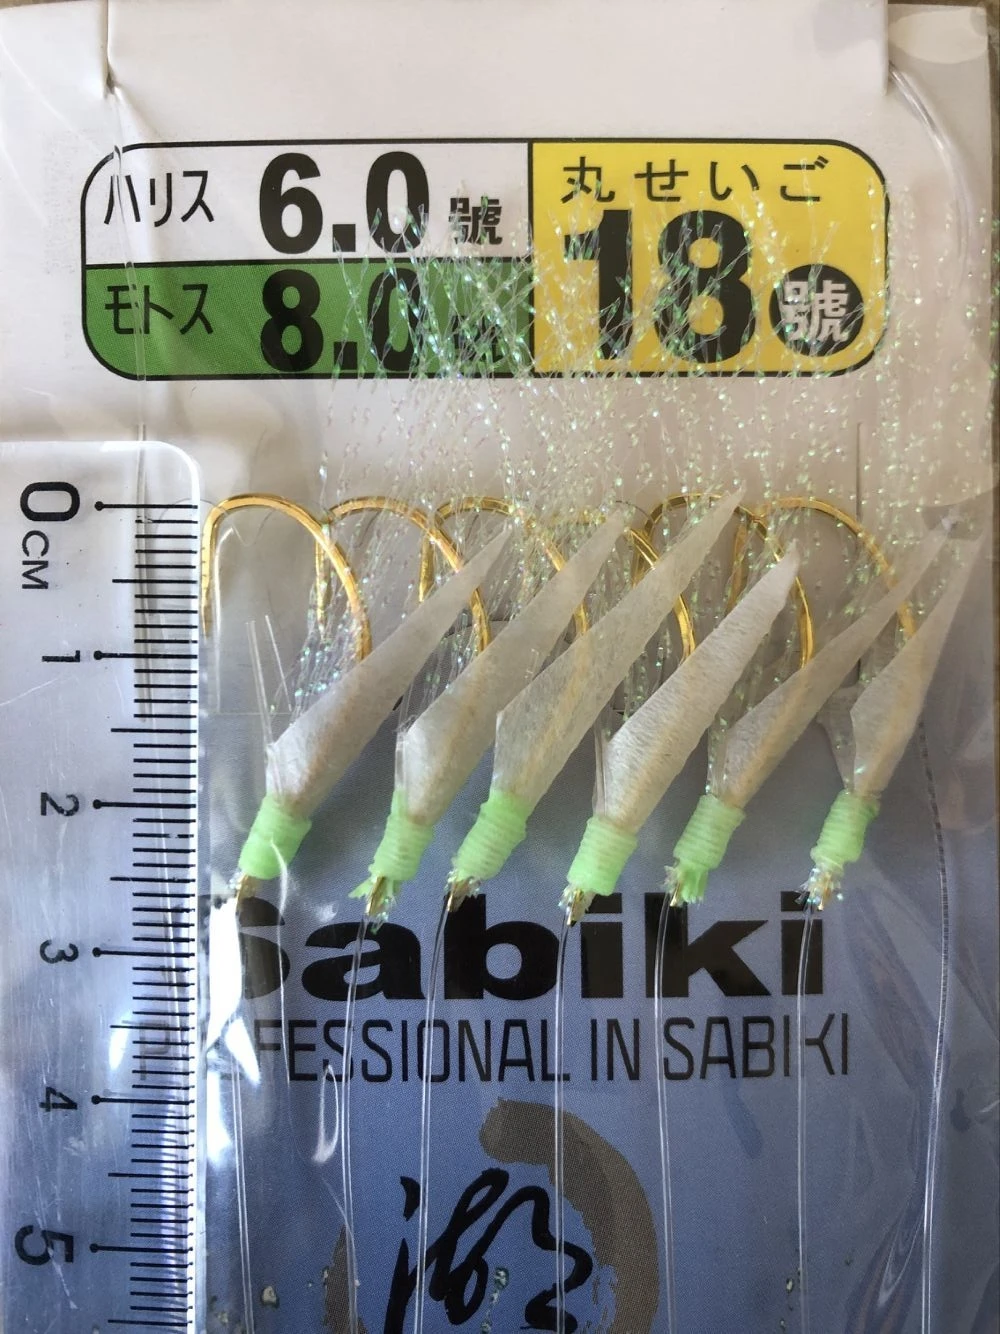 ハリス 6.0 號
モトス 8.0
丸せいご
18 號
0 CM
1
2
3
4
5
Sabiki
FESSIONAL IN SABIKI